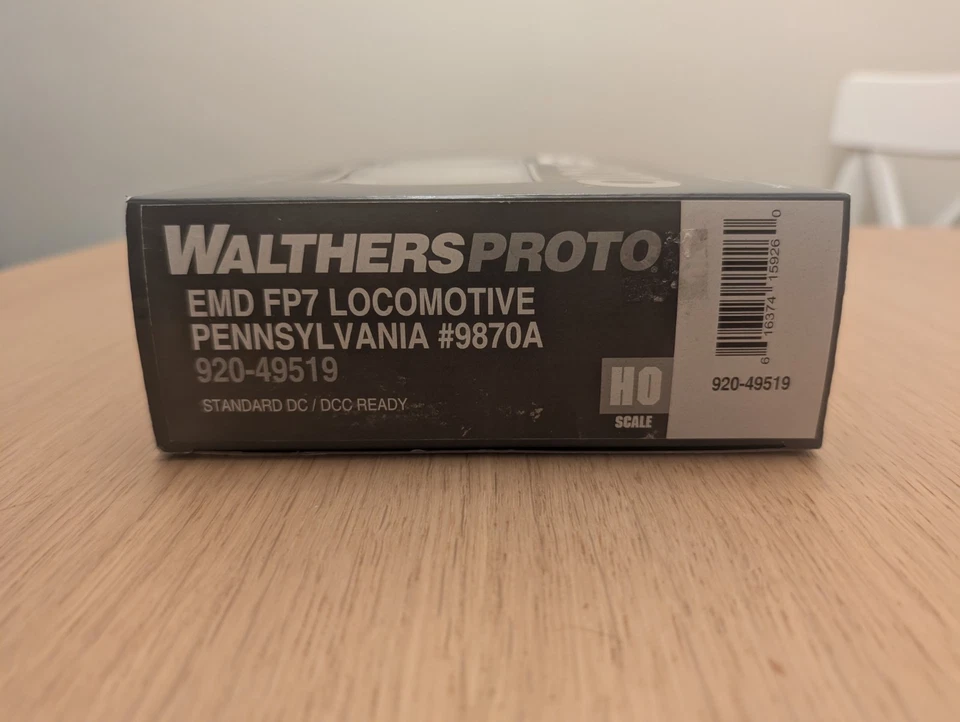 WALTHERSPROTO
EMD FP7 LOCOMOTIVE
PENNSYLVANIA #9870A
920-49519
STANDARD DC / DCC READY
HO
SCALE
6 16374 15926 0
920-49519